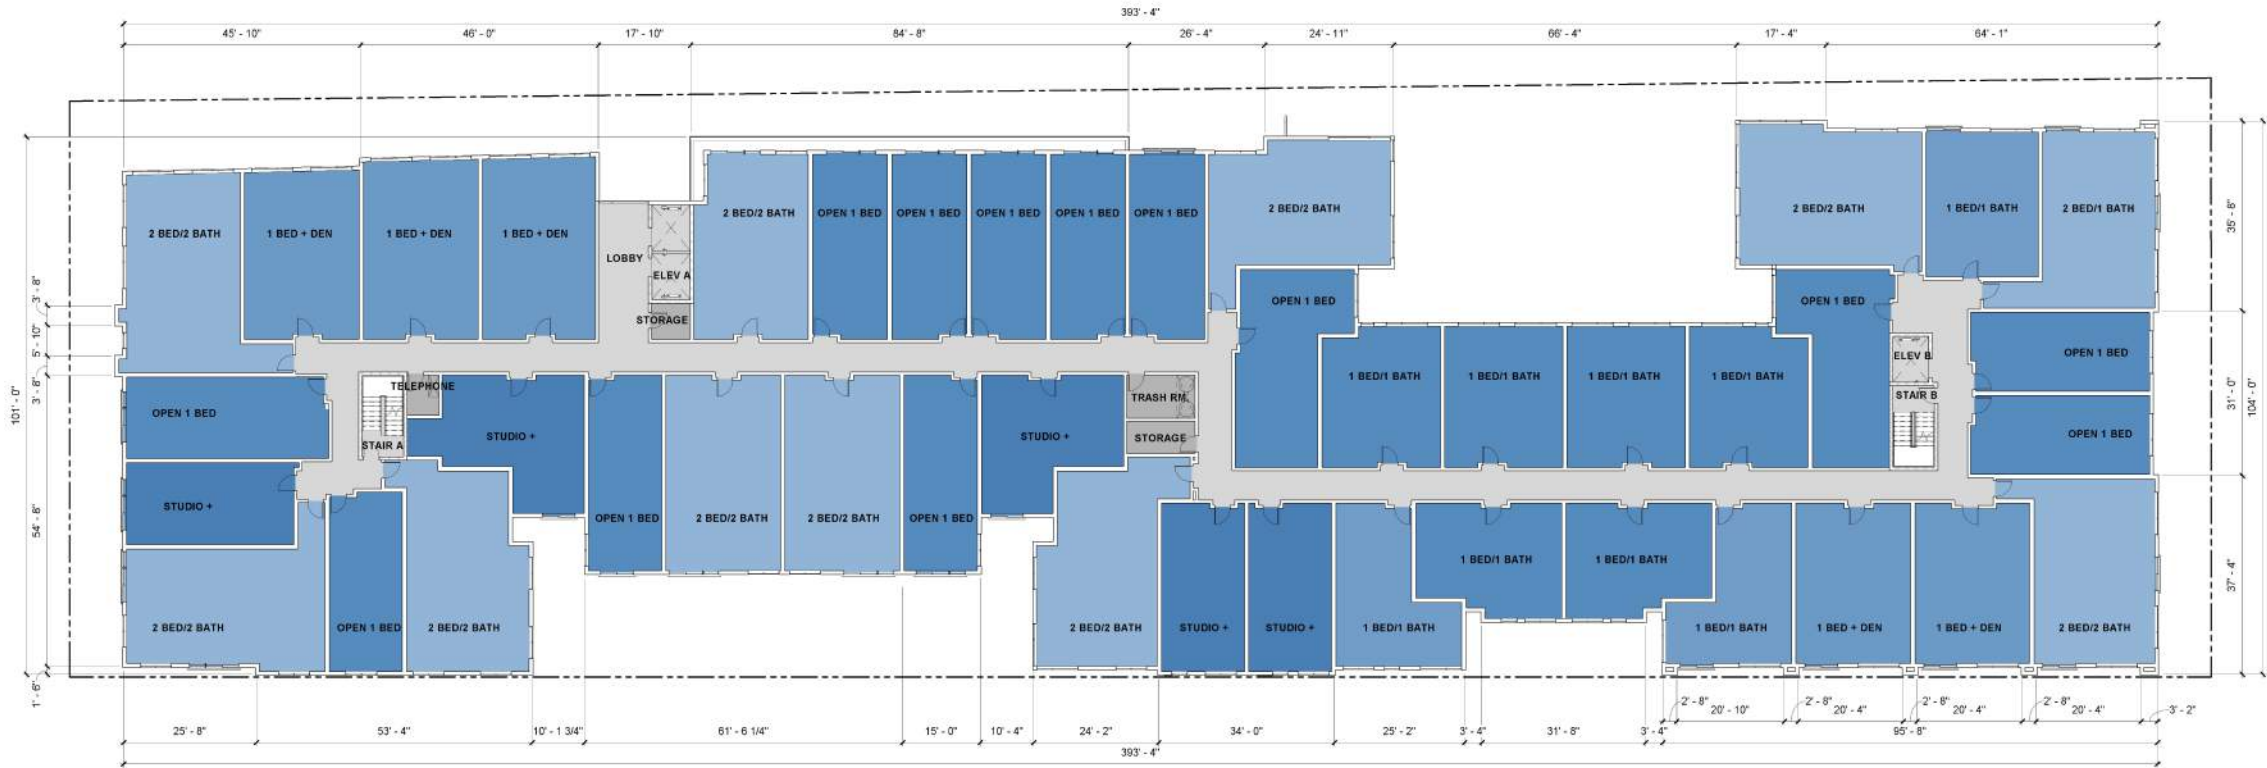 393' - 4"
45' - 10" 46' - 0" 17' - 10" 84' - 8" 26' - 4" 24' - 11" 66' - 4" 17' - 4" 64' - 1"
2 BED/2 BATH 1 BED/1 BATH 2 BED/1 BATH
2 BED/2 BATH OPEN 1 BED OPEN 1 BED OPEN 1 BED OPEN 1 BED OPEN 1 BED 2 BED/2 BATH
35' - 8"
2 BED/2 BATH 1 BED + DEN 1 BED + DEN 1 BED + DEN
LOBBY
ELEV A
3' - 8"
OPEN 1 BED OPEN 1 BED
STORAGE
5' - 10"
ELEV B OPEN 1 BED
1 BED/1 BATH 1 BED/1 BATH 1 BED/1 BATH 1 BED/1 BATH
3' - 8"
TELEPHONE
101' - 0"
TRASH RM.
STAIR B
31' - 0"
104' - 0"
OPEN 1 BED
STUDIO + STUDIO + STORAGE OPEN 1 BED
STAIR A
STUDIO +
54' - 8"
OPEN 1 BED 2 BED/2 BATH 2 BED/2 BATH OPEN 1 BED
1 BED/1 BATH 1 BED/1 BATH
37' - 4"
2 BED/2 BATH OPEN 1 BED 2 BED/2 BATH 2 BED/2 BATH STUDIO + STUDIO + 1 BED/1 BATH 1 BED/1 BATH 1 BED + DEN 1 BED + DEN 2 BED/2 BATH
1' - 6"
2' - 8" 2' - 8" 2' - 8" 2' - 8"
20' - 10" 20' - 4" 20' - 4" 20' - 4" 3' - 2"
25' - 8" 53' - 4" 10' - 1 3/4" 61' - 6 1/4" 15' - 0" 10' - 4" 24' - 2" 34' - 0" 25' - 2" 3' - 4" 31' - 8" 3' - 4" 95' - 8"
393' - 4"